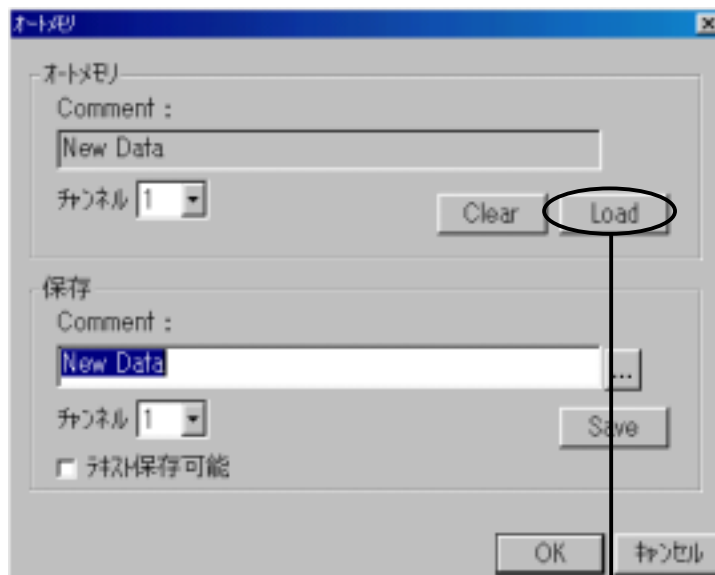 オートメモリ
オートメモリ
Comment :
New Data
チャンネル 1
Clear Load
保存
Comment :
New Data ...
チャンネル 1
Save
テキスト保存可能
OK キャンセル